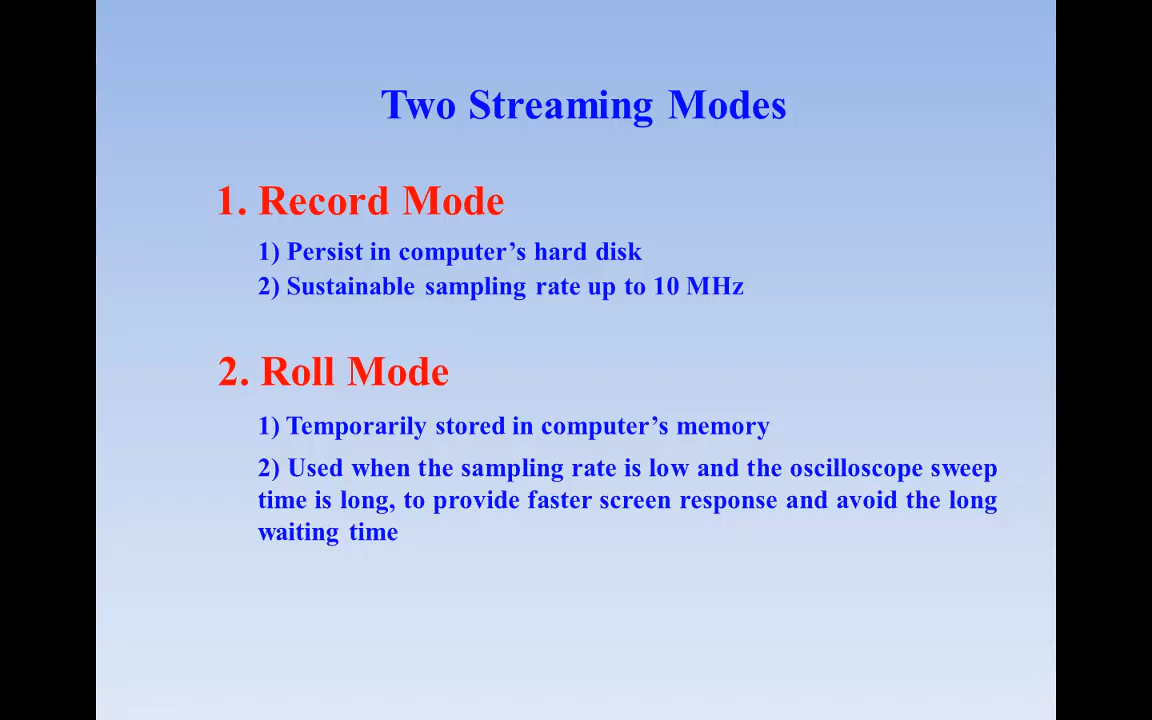 Two Streaming Modes
1. Record Mode
1) Persist in computer’s hard disk
2) Sustainable sampling rate up to 10 MHz
2. Roll Mode
1) Temporarily stored in computer’s memory
2) Used when the sampling rate is low and the oscilloscope sweep
time is long, to provide faster screen response and avoid the long
waiting time